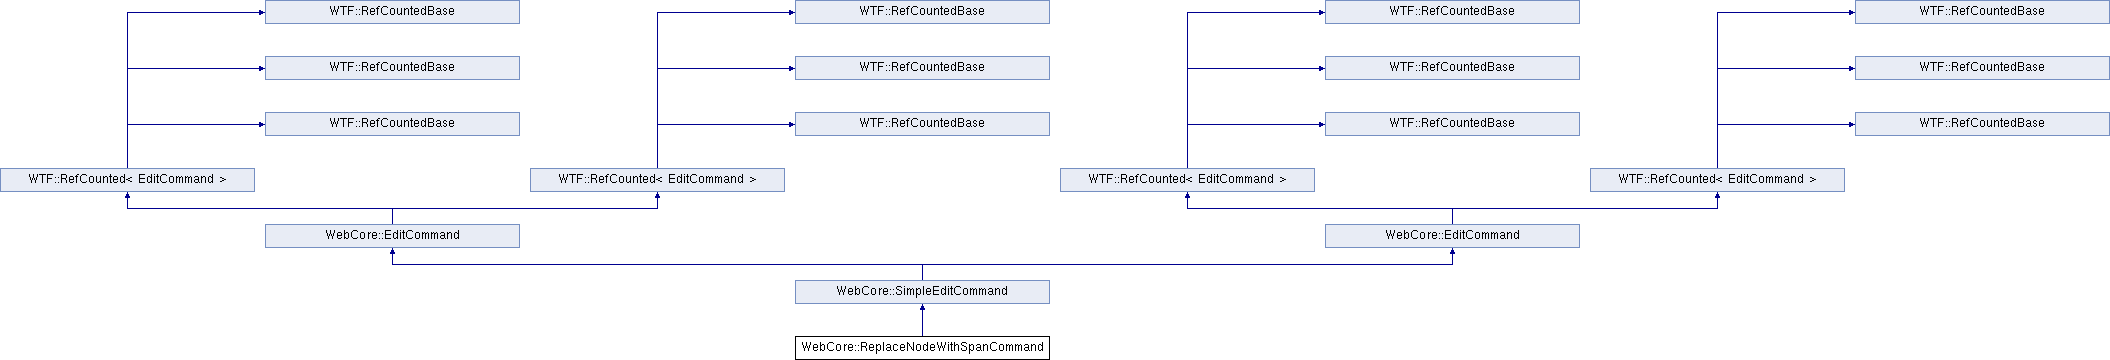 WTF::RefCountedBase
WTF::RefCountedBase
WTF::RefCountedBase
WTF::RefCountedBase
WTF::RefCountedBase
WTF::RefCountedBase
WTF::RefCountedBase
WTF::RefCountedBase
WTF::RefCountedBase
WTF::RefCountedBase
WTF::RefCountedBase
WTF::RefCountedBase
WTF::RefCounted< EditCommand >
WTF::RefCounted< EditCommand >
WTF::RefCounted< EditCommand >
WTF::RefCounted< EditCommand >
WebCore::EditCommand
WebCore::EditCommand
WebCore::SimpleEditCommand
WebCore::ReplaceNodeWithSpanCommand